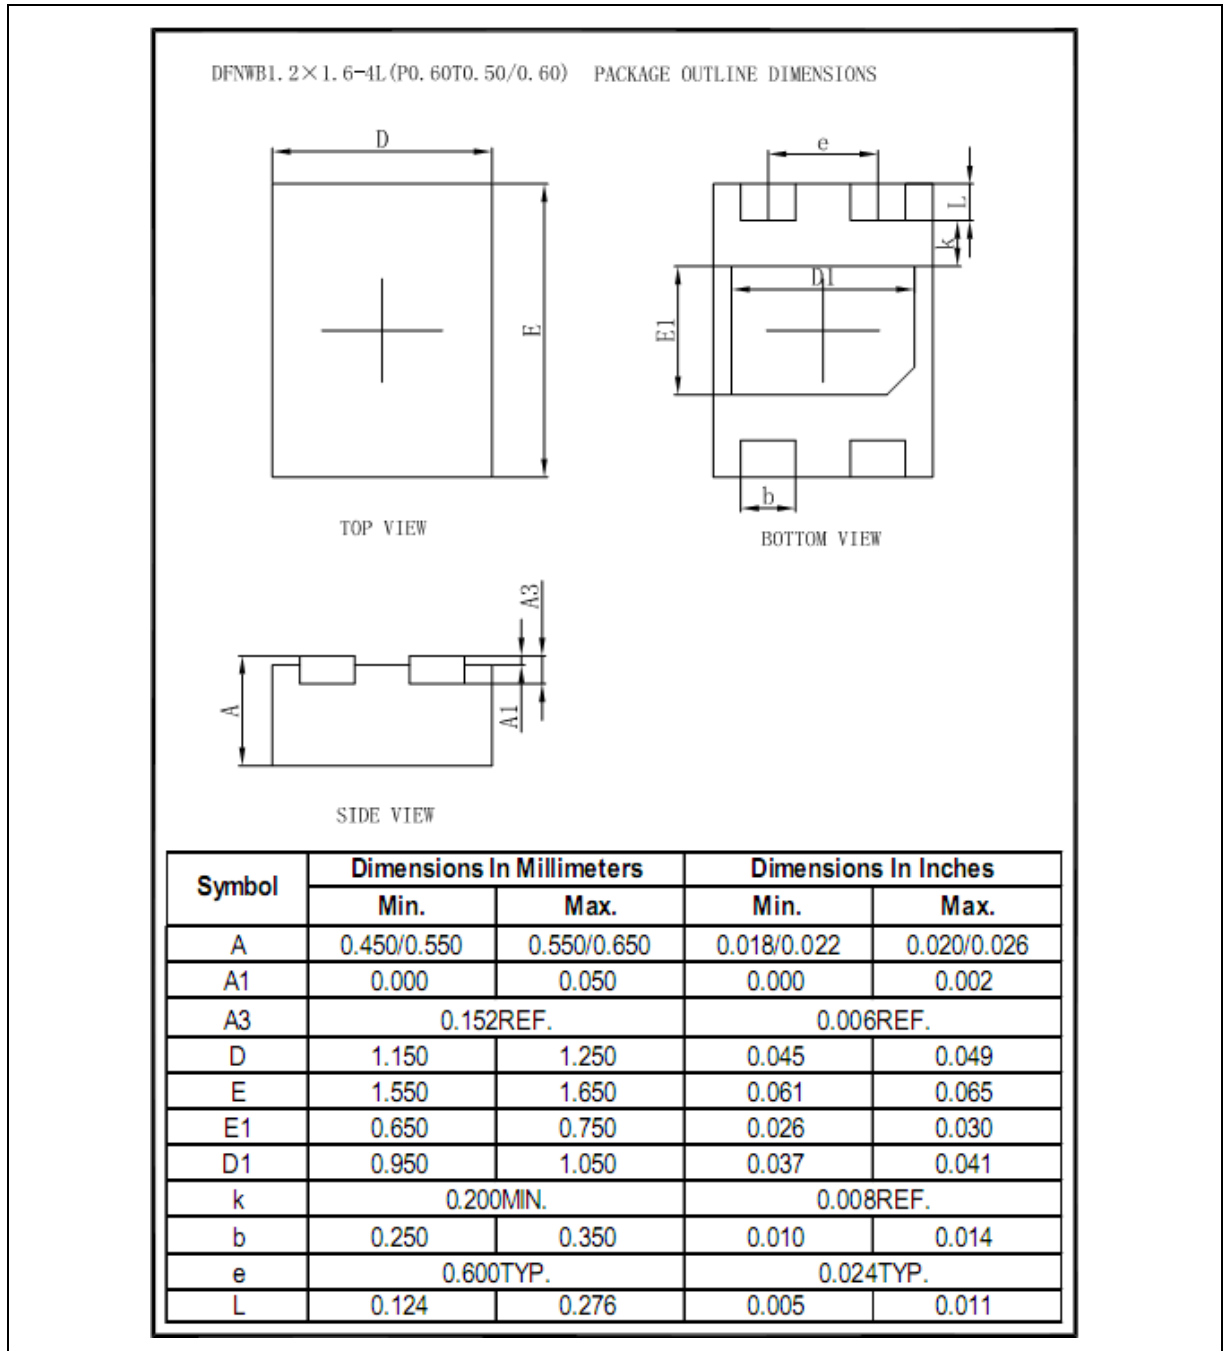 DFNWB1.2×1.6-4L(P0.60T0.50/0.60) PACKAGE OUTLINE DIMENSIONS
D
e
L
k
D1
E
E1
b
TOP VIEW
BOTTOM VIEW
A3
A
A1
SIDE VIEW
Symbol Dimensions In Millimeters Dimensions In Inches
Min. Max. Min. Max.
A 0.450/0.550 0.550/0.650 0.018/0.022 0.020/0.026
A1 0.000 0.050 0.000 0.002
A3 0.152REF. 0.006REF.
D 1.150 1.250 0.045 0.049
E 1.550 1.650 0.061 0.065
E1 0.650 0.750 0.026 0.030
D1 0.950 1.050 0.037 0.041
k 0.200MIN. 0.008REF.
b 0.250 0.350 0.010 0.014
e 0.600TYP. 0.024TYP.
L 0.124 0.276 0.005 0.011